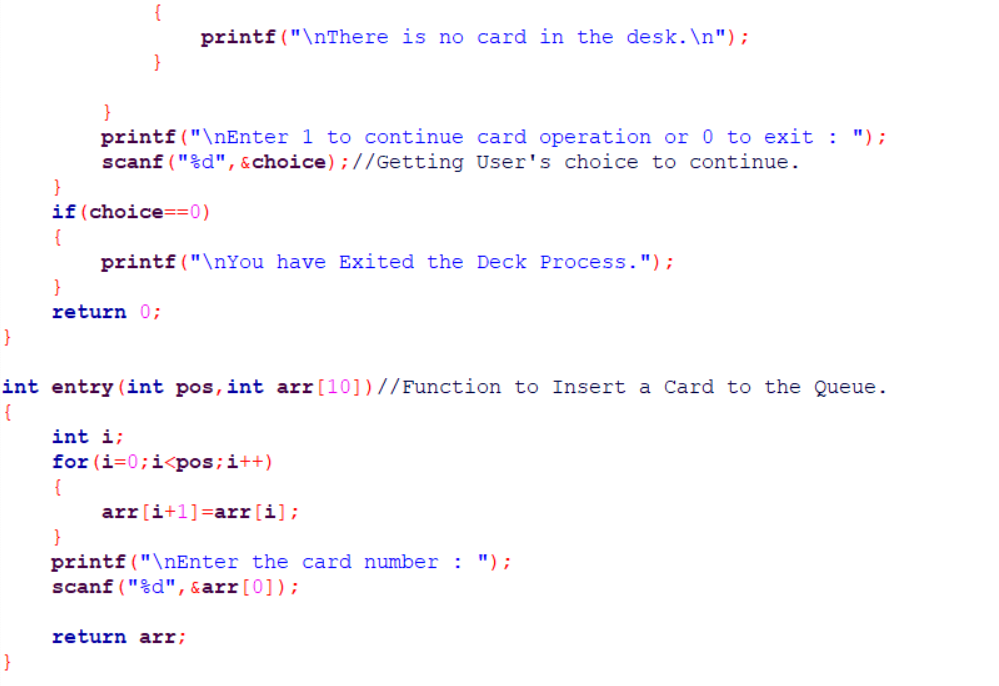 {
                printf("\nThere is no card in the desk.\n");
            }

        }
        printf("\nEnter 1 to continue card operation or 0 to exit : ");
        scanf("%d",&choice);//Getting User's choice to continue.
    }
    if(choice==0)
    {
        printf("\nYou have Exited the Deck Process.");
    }
    return 0;
}

int entry(int pos,int arr[10])//Function to Insert a Card to the Queue.
{
    int i;
    for(i=0;i<pos;i++)
    {
        arr[i+1]=arr[i];
    }
    printf("\nEnter the card number : ");
    scanf("%d",&arr[0]);

    return arr;
}